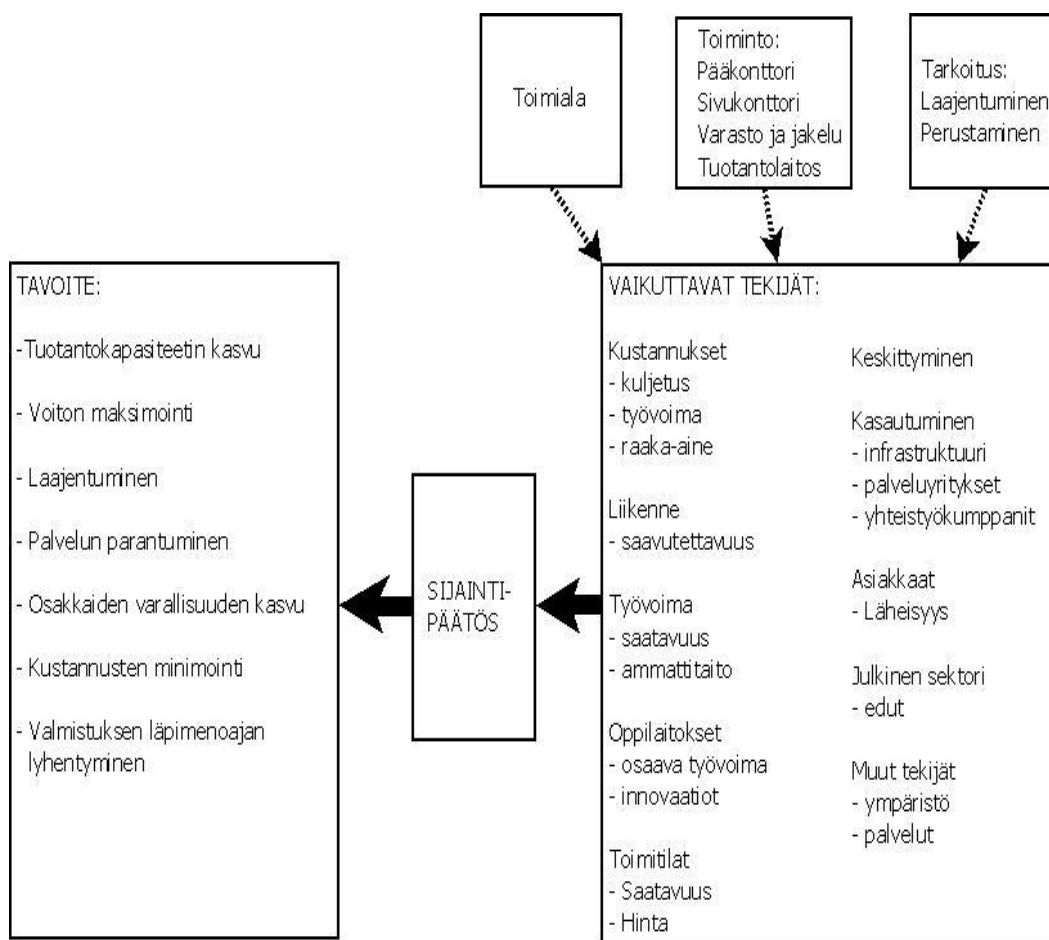 Toimiala
Toiminto:
Pääkonttori
Sivukonttori
Varasto ja jakelu
Tuotantolaitos
Tarkoitus:
Laajentuminen
Perustaminen
TAVOITE:
-Tuotantokapasiteetin kasvu
- Voiton maksimointi
- Laajentuminen
- Palvelun parantuminen
- Osakkaiden varallisuuden kasvu
- Kustannusten minimointi
- Valmistuksen läpimenoajan
lyhentyminen
SIJAINTI-
PÄÄTÖS
VAIKUTTAVAT TEKIJÄT:
Kustannukset
- kuljetus
- työvoima
- raaka-aine
Liikenne
- saavutettavuus
Työvoima
- saatavuus
- ammattitaito
Oppilaitokset
- osaava työvoima
- innovaatiot
Toimitilat
- Saatavuus
- Hinta
Keskittyminen
Kasautuminen
- infrastruktuuri
- palveluyritykset
- yhteistyökumppanit
Asiakkaat
- Läheisyys
Julkinen sektori
- edut
Muut tekijät
- ympäristö
- palvelut